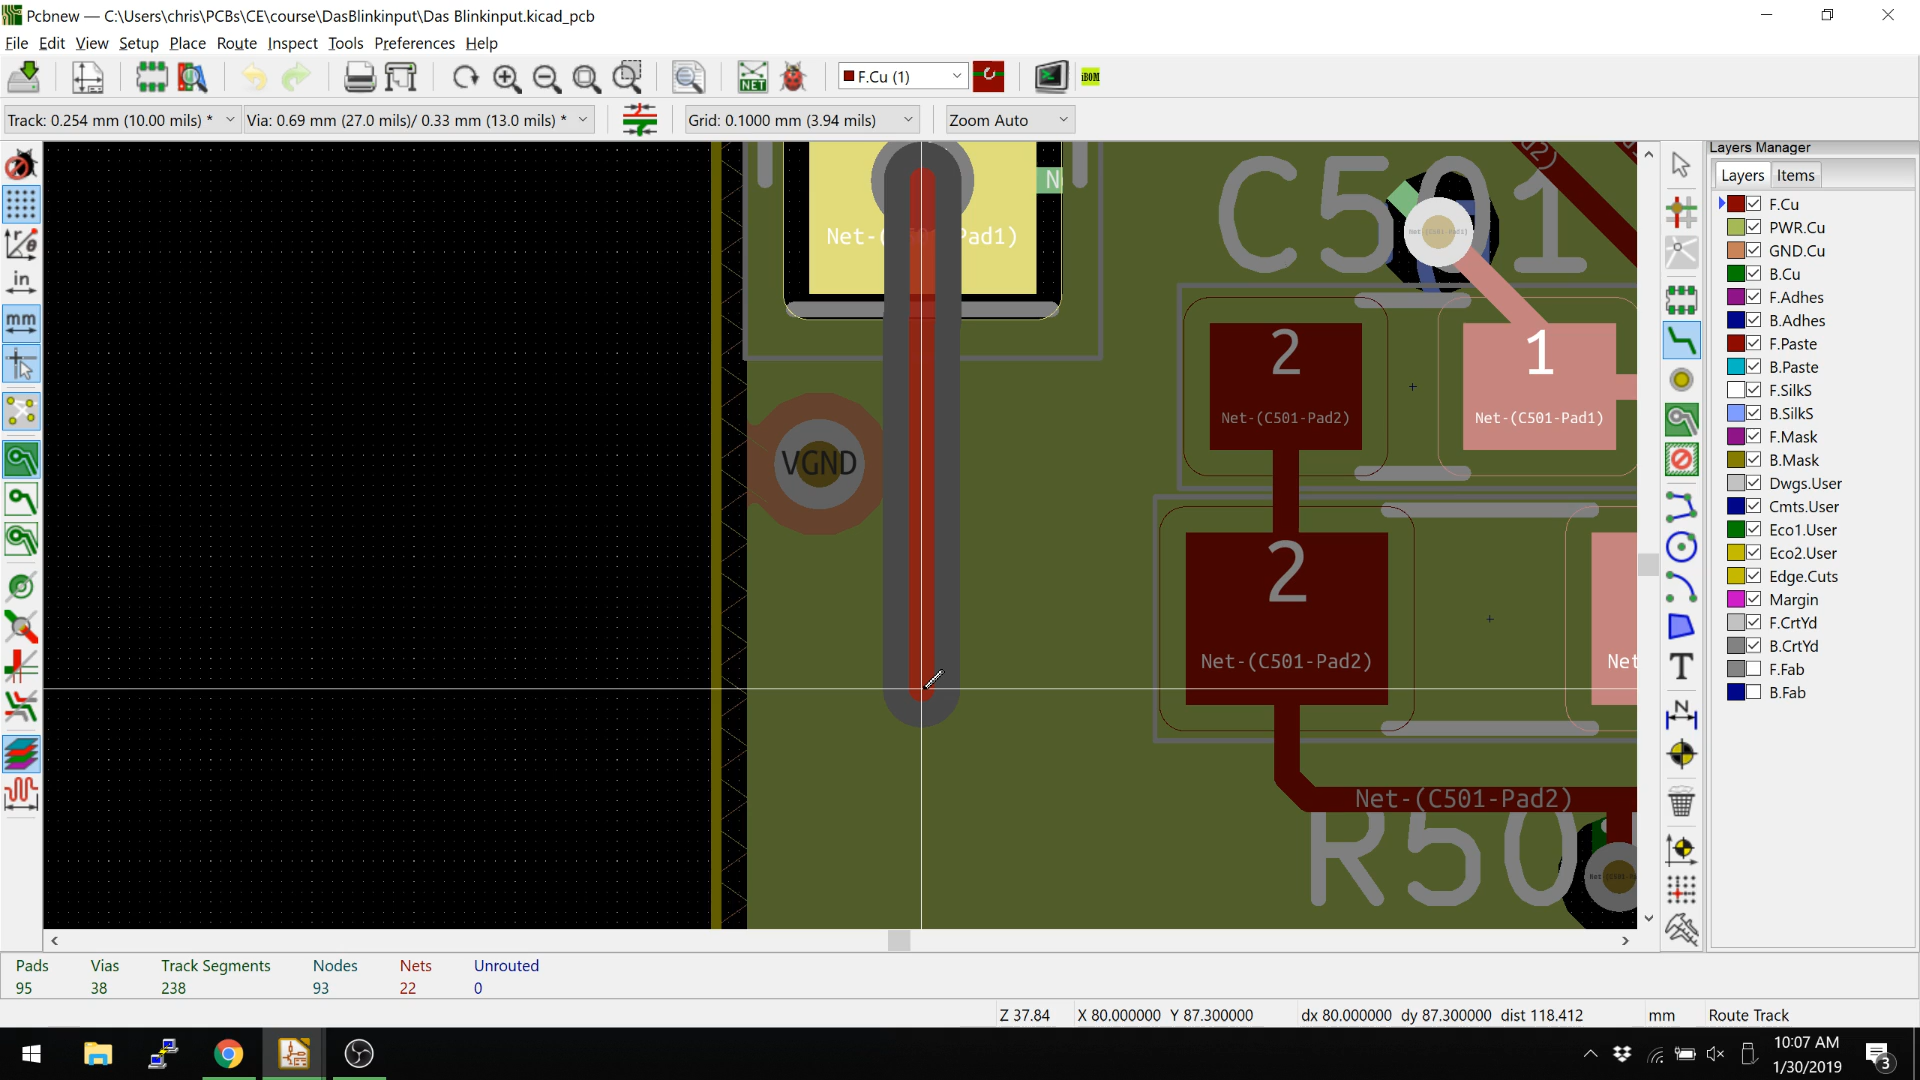 Pcbnew — C:\Users\chris\PCBs\CE\course\DasBlinkinput\Das Blinkinput.kicad_pcb
File Edit View Setup Place Route Inspect Tools Preferences Help
NET
F.Cu (1)
iBOM
Track: 0.254 mm (10.00 mils) *
Via: 0.69 mm (27.0 mils)/ 0.33 mm (13.0 mils) *
Grid: 0.1000 mm (3.94 mils)
Zoom Auto
in
mm
N
Net-(
Pad1)
C501
2
Net-(C501-Pad2)
1
Net-(C501-Pad1)
VGND
2
Net-(C501-Pad2)
Net
Net-(C501-Pad2)
R50
T
N
Layers Manager
Layers Items
F.Cu
PWR.Cu
GND.Cu
B.Cu
F.Adhes
B.Adhes
F.Paste
B.Paste
F.SilkS
B.SilkS
F.Mask
B.Mask
Dwgs.User
Cmts.User
Eco1.User
Eco2.User
Edge.Cuts
Margin
F.CrtYd
B.CrtYd
F.Fab
B.Fab
Pads Vias Track Segments Nodes Nets Unrouted
95 38 238 93 22 0
Z 37.84 X 80.000000 Y 87.300000 dx 80.000000 dy 87.300000 dist 118.412 mm Route Track
10:07 AM
1/30/2019
3